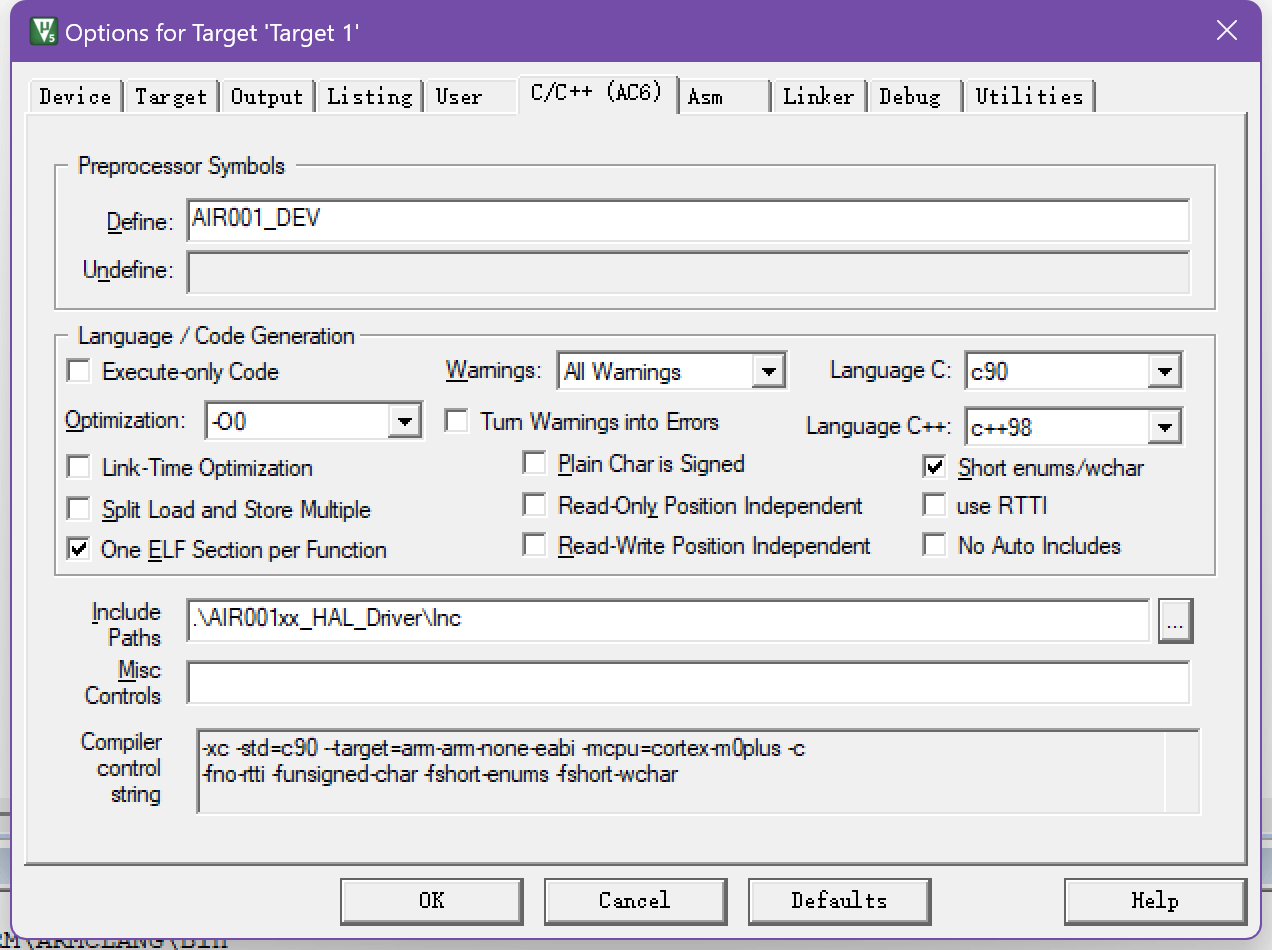 Options for Target 'Target 1'
Device Target Output Listing User C/C++ (AC6) Asm Linker Debug Utilities
Preprocessor Symbols
Define: AIR001_DEV
Undefine:
Language / Code Generation
Execute-only Code Warnings: All Warnings Language C: c90
Optimization: -O0 Turn Warnings into Errors Language C++: c++98
Link-Time Optimization Plain Char is Signed Short enums/wchar
Split Load and Store Multiple Read-Only Position Independent use RTTI
One ELF Section per Function Read-Write Position Independent No Auto Includes
Include
Paths
.\AIR001xx_HAL_Driver\Inc
...
Misc
Controls
Compiler
control
string
-xc -std=c90 --target=arm-arm-none-eabi -mcpu=cortex-m0plus -c
-fno-rtti -funsigned-char -fshort-enums -fshort-wchar
OK Cancel Defaults Help